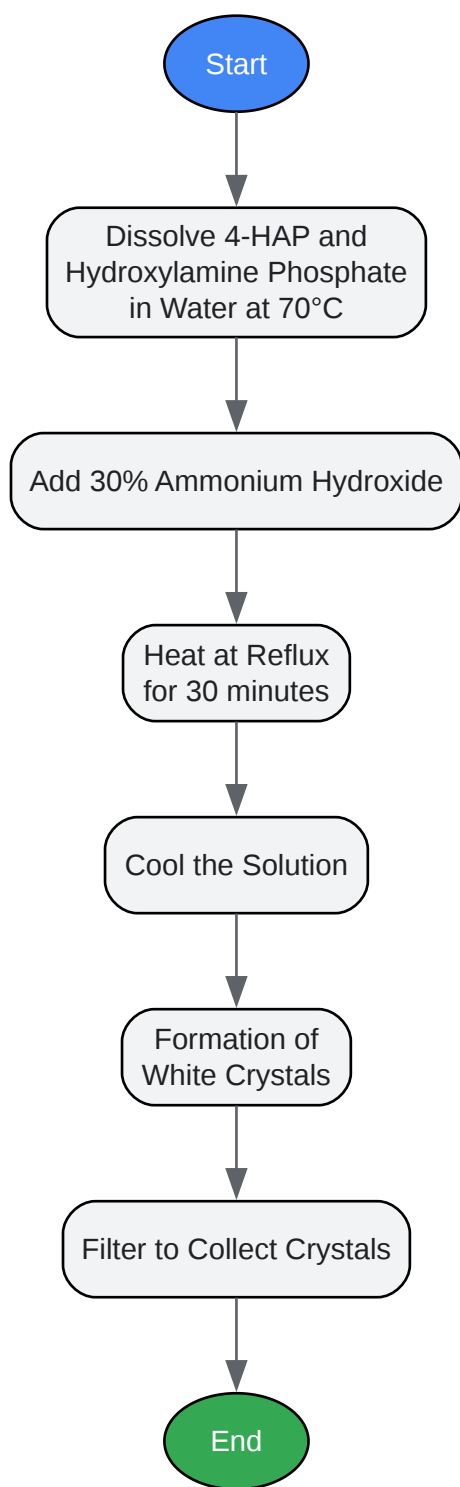 Start
Dissolve 4-HAP and
Hydroxylamine Phosphate
in Water at 70°C
Add 30% Ammonium Hydroxide
Heat at Reflux
for 30 minutes
Cool the Solution
Formation of
White Crystals
Filter to Collect Crystals
End